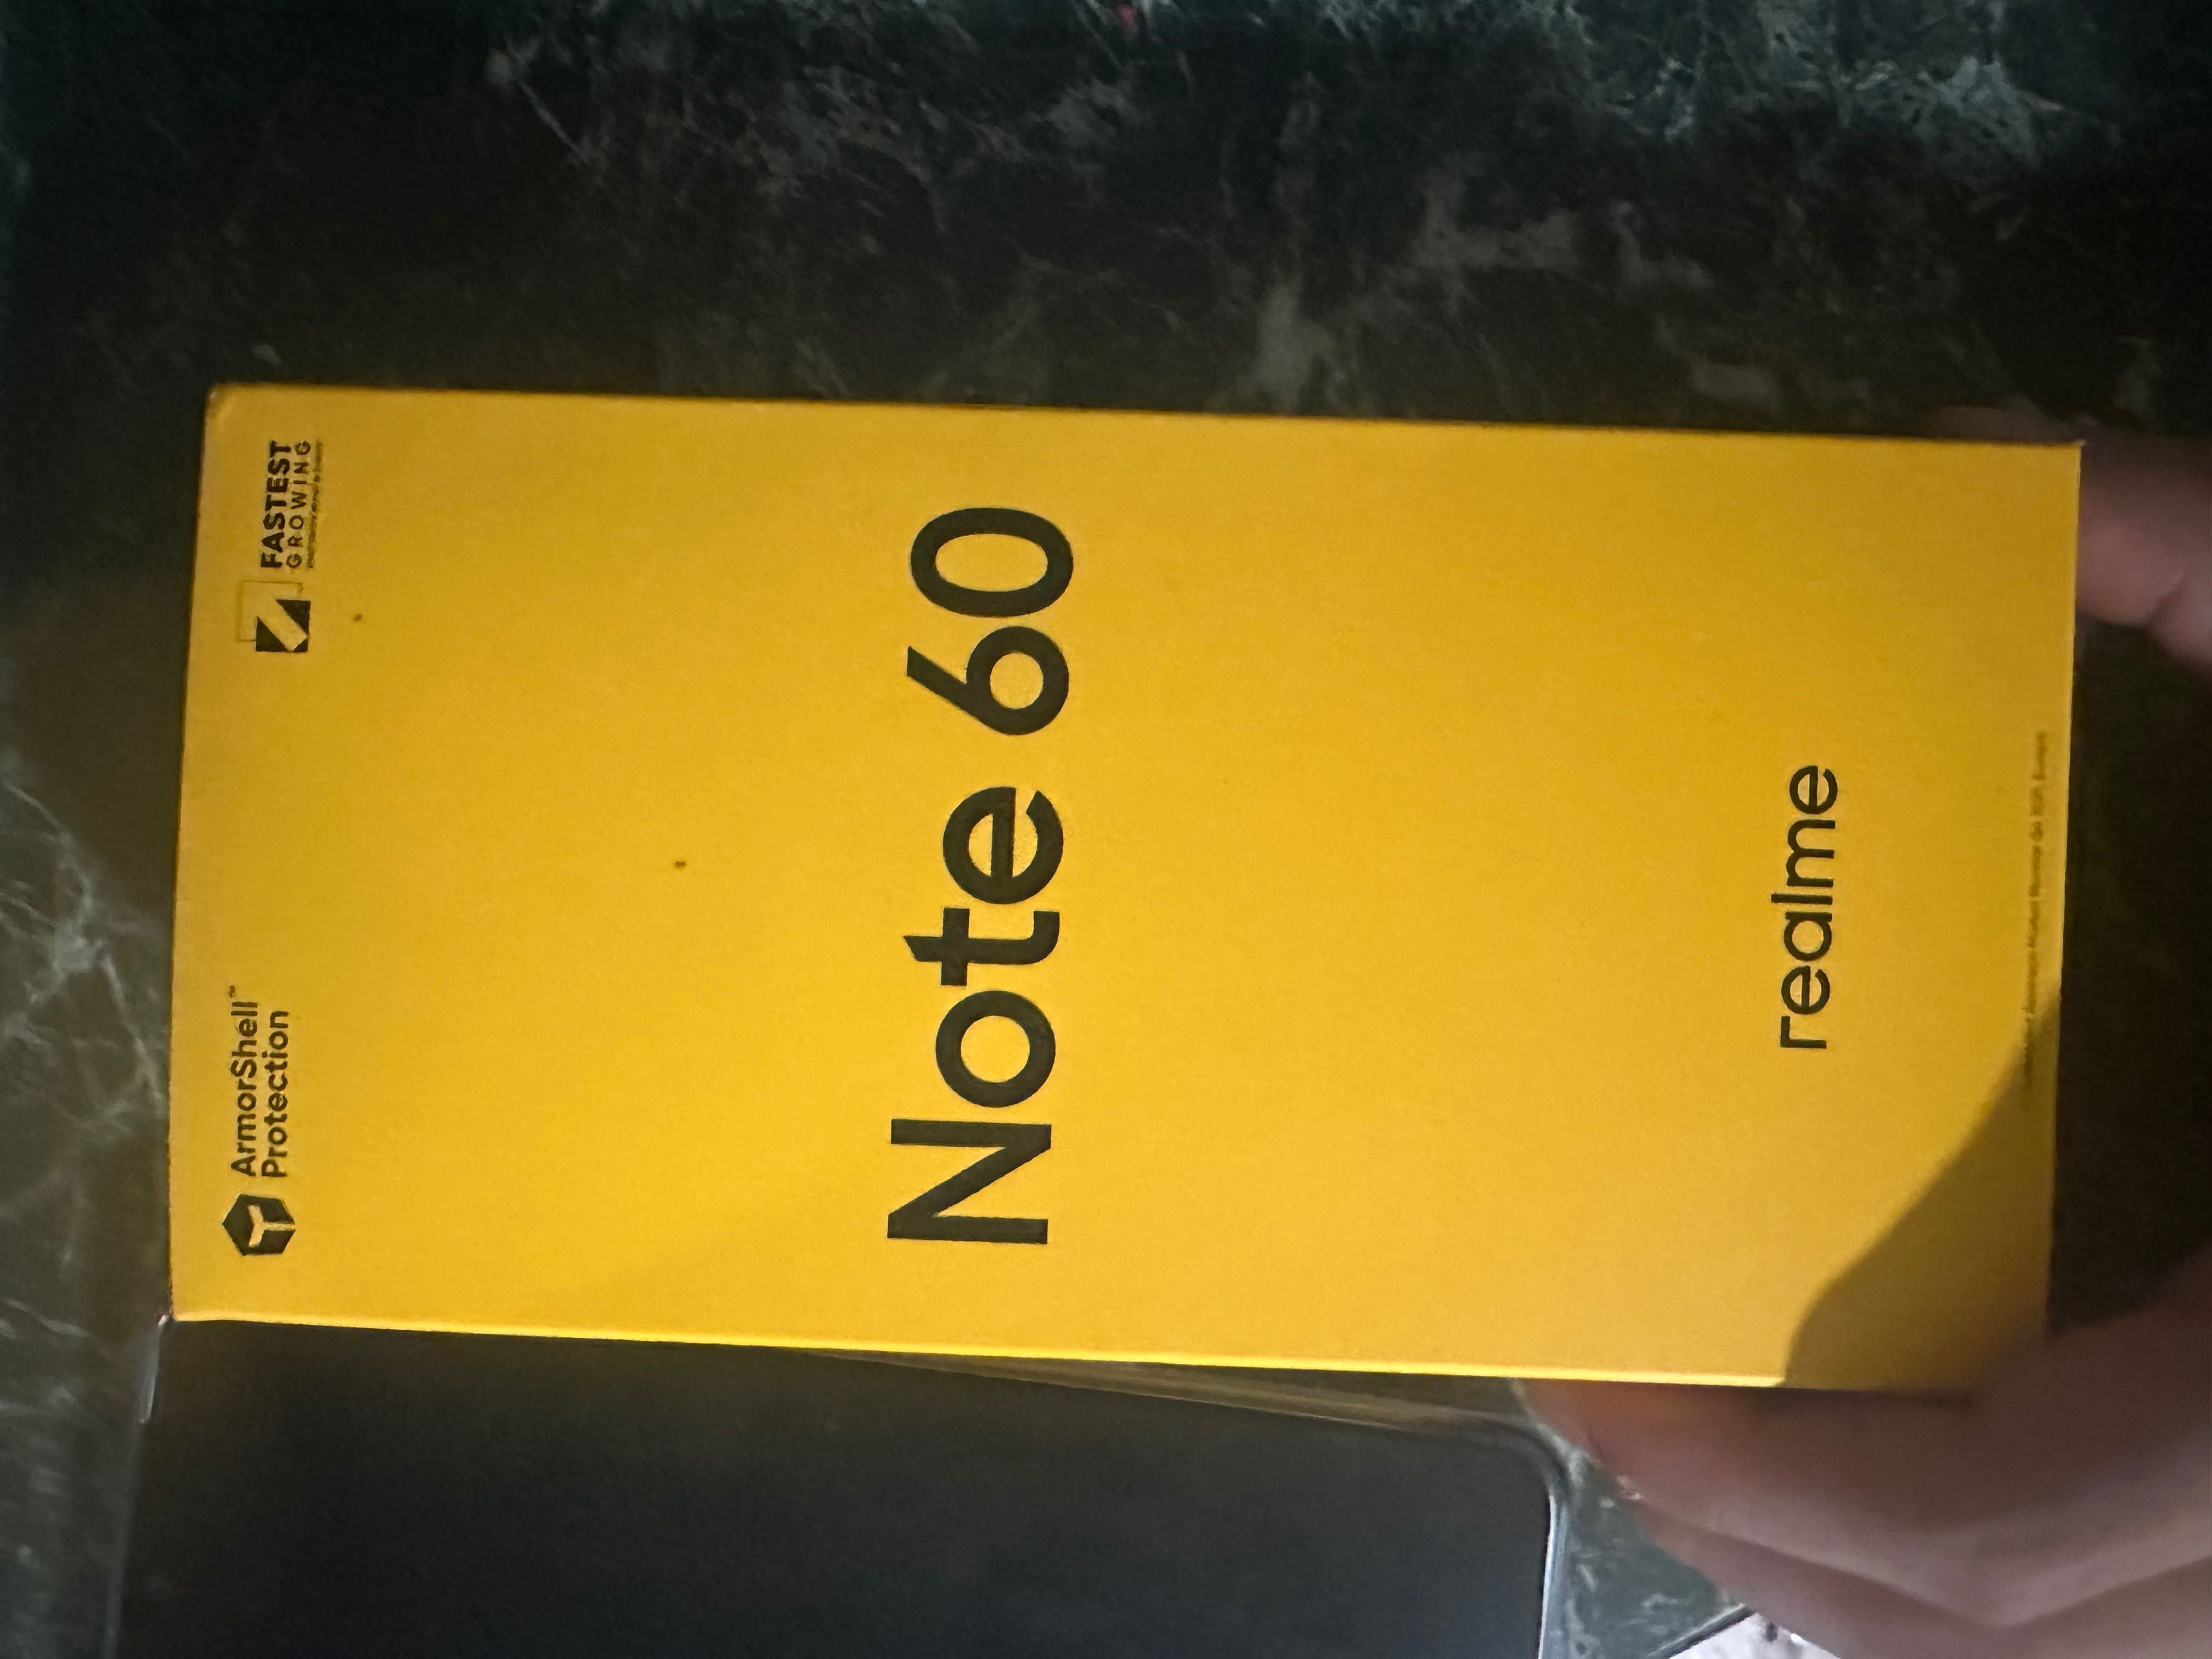 ArmorShell™
Protection
FASTEST
GROWING
Note 60
realme